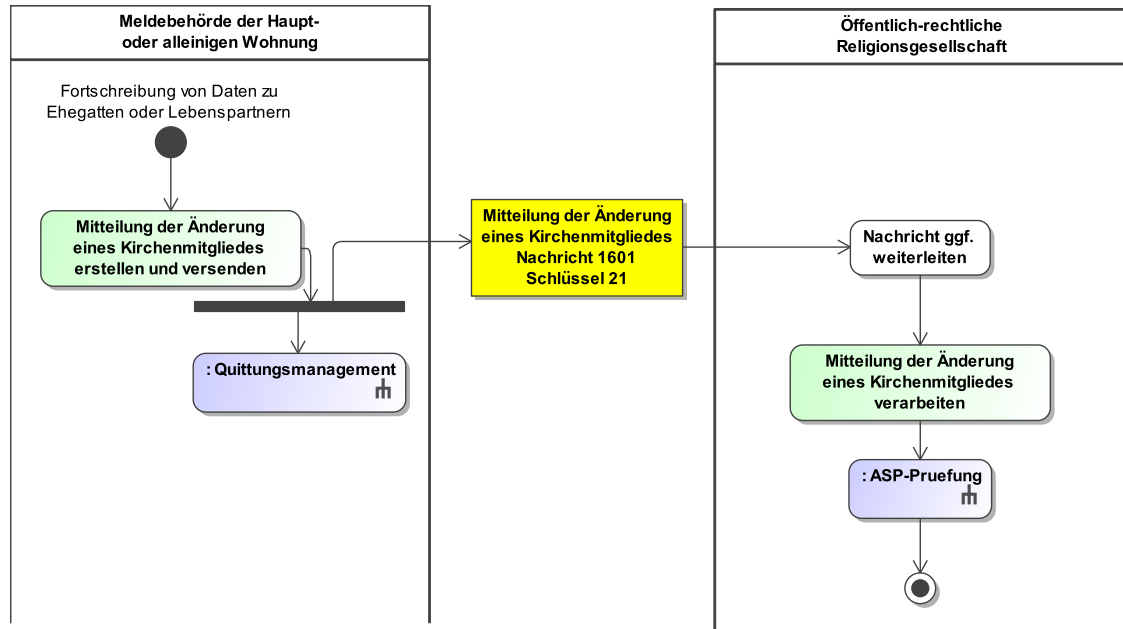 Meldebehörde der Haupt-
oder alleinigen Wohnung
Fortschreibung von Daten zu
Ehegatten oder Lebenspartnern
Mitteilung der Änderung
eines Kirchenmitgliedes
erstellen und versenden
: Quittungsmanagement
Mitteilung der Änderung
eines Kirchenmitgliedes
Nachricht 1601
Schlüssel 21
Öffentlich-rechtliche
Religionsgesellschaft
Nachricht ggf.
weiterleiten
Mitteilung der Änderung
eines Kirchenmitgliedes
verarbeiten
: ASP-Pruefung